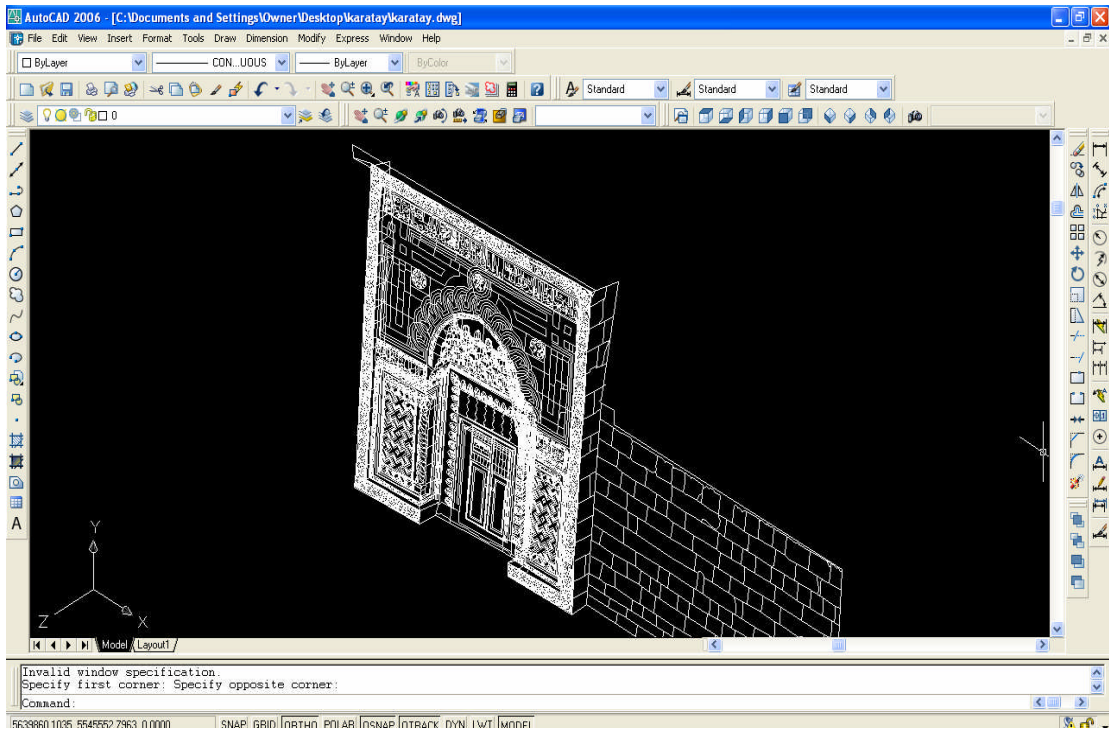 AutoCAD 2006 - [C:\Documents and Settings\Owner\Desktop\karatay\karatay.dwg]
File Edit View Insert Format Tools Draw Dimension Modify Express Window Help
ByLayer CON...UOUS ByLayer ByColor
Standard Standard Standard
0
A
Y
Z X
Model Layout1
Invalid window specification.
Specify first corner: Specify opposite corner:
Command:
5639860.1035, 5545552.7963, 0.0000 SNAP GRID ORTHO POLAR OSNAP OTRACK DYN LWT MODEL